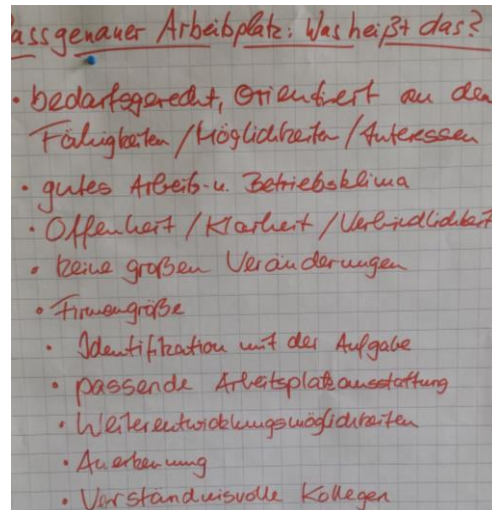 assgenauer Arbeitsplatz: Was heißt das?
• bedarfsgerecht, Orientiert an den
Fähigkeiten / Möglichkeiten / Interessen
• gutes Arbeits- u. Betriebsklima
• Offenheit / Klarheit / Verbindlichkeit
• keine großen Veränderungen
• Firmengröße
• Identifikation mit der Aufgabe
• passende Arbeitsplatzausstattung
• Weiterentwicklungsmöglichkeiten
• Anerkennung
• Verständnisvolle Kollegen